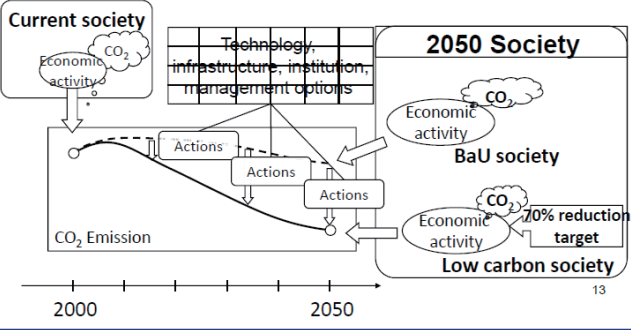 Current society
CO2
Economic
activity
Technology,
infrastructure, institution,
management options
2050 Society
CO2
Economic
activity
BaU society
Actions
Actions
Actions
CO2
Economic
activity
70% reduction
target
Low carbon society
CO2 Emission
13
2000
2050